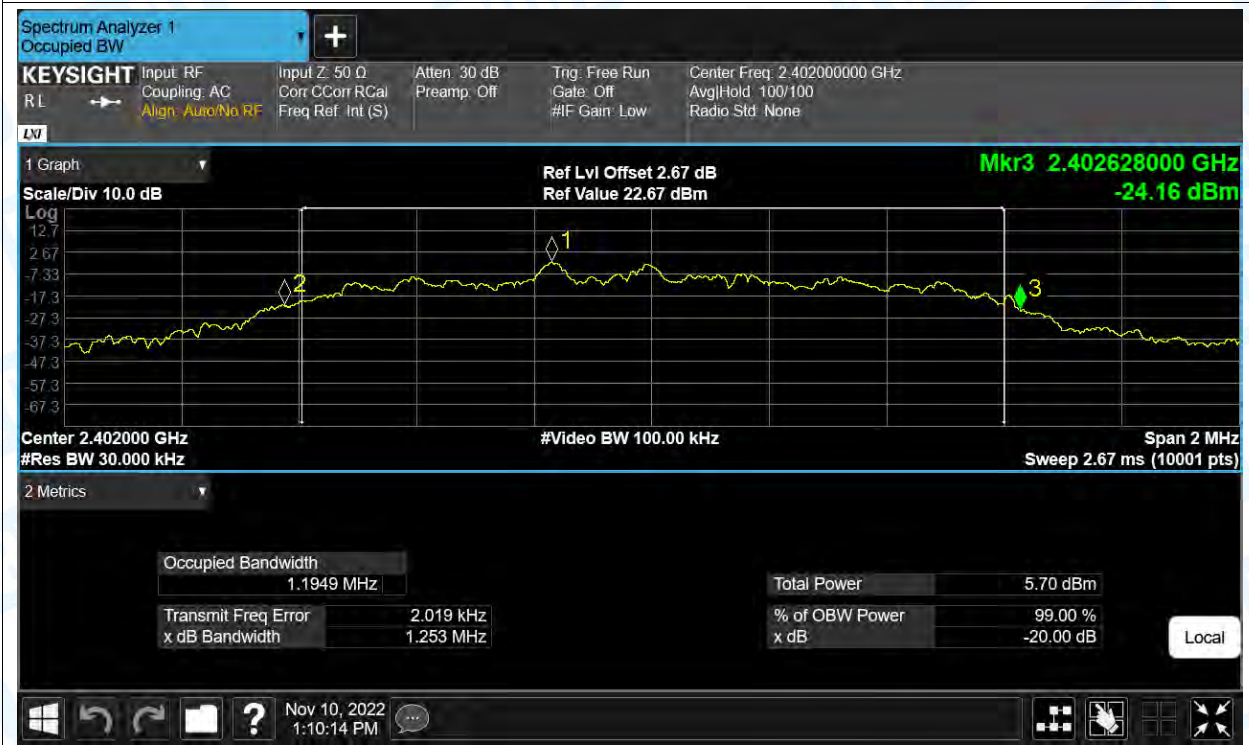 Spectrum Analyzer 1
Occupied BW
+
KEYSIGHT
RL
LXI
Input: RF
Coupling: AC
Align: Auto/No RF
Input Z: 50 Ω
Corr CCorr RCal
Freq Ref: Int (S)
Atten: 30 dB
Preamp: Off
Trig: Free Run
Gate: Off
#IF Gain: Low
Center Freq: 2.402000000 GHz
Avg|Hold: 100/100
Radio Std: None
1 Graph
Scale/Div 10.0 dB
Ref Lvl Offset 2.67 dB
Ref Value 22.67 dBm
Mkr3 2.402628000 GHz
-24.16 dBm
Log
12.7
2.67
-7.33
-17.3
-27.3
-37.3
-47.3
-57.3
-67.3
1
2
3
Center 2.402000 GHz
#Res BW 30.000 kHz
#Video BW 100.00 kHz
Span 2 MHz
Sweep 2.67 ms (10001 pts)
2 Metrics
Occupied Bandwidth
1.1949 MHz
Transmit Freq Error 2.019 kHz
x dB Bandwidth 1.253 MHz
Total Power 5.70 dBm
% of OBW Power 99.00 %
x dB -20.00 dB
Local
?
Nov 10, 2022
1:10:14 PM